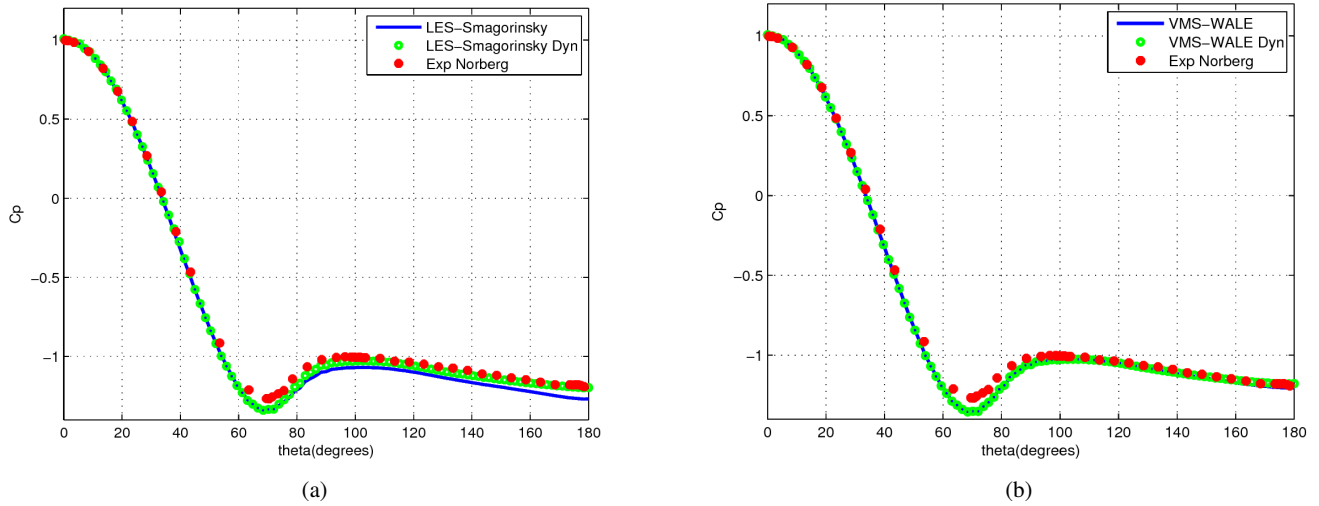 LES-Smagorinsky
LES-Smagorinsky Dyn
Exp Norberg
1
0.5
0
-0.5
-1
Cp
0 20 40 60 80 100 120 140 160 180
theta(degrees)
(a)
VMS-WALE
VMS-WALE Dyn
Exp Norberg
1
0.5
0
-0.5
-1
Cp
0 20 40 60 80 100 120 140 160 180
theta(degrees)
(b)